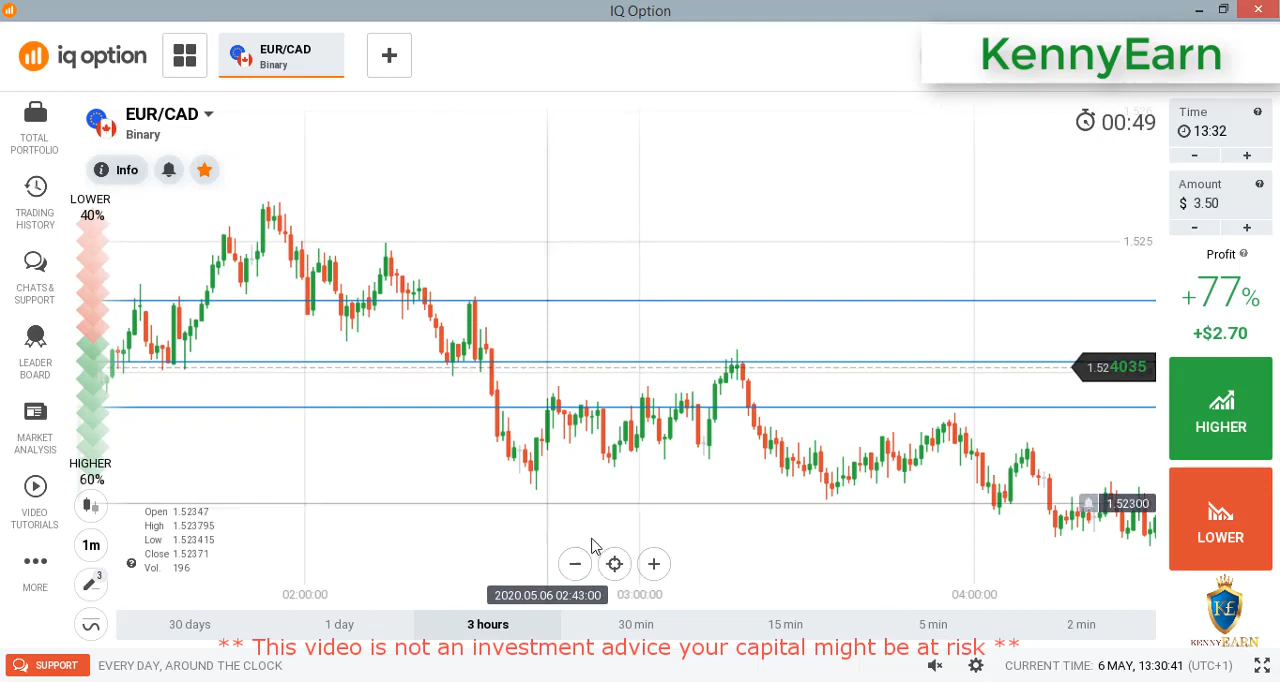 IQ Option
iq option
EUR/CAD
Binary
+
KennyEarn
TOTAL
PORTFOLIO
TRADING
HISTORY
CHATS &
SUPPORT
LEADER
BOARD
MARKET
ANALYSIS
VIDEO
TUTORIALS
MORE
EUR/CAD
Binary
Info
LOWER
40%
HIGHER
60%
1m
3
Open 1.52347
High 1.523795
Low 1.523415
Close 1.52371
Vol. 196
00:49
1.526
1.525
1.524035
1.52300
02:00:00
2020.05.06 02:43:00
03:00:00
04:00:00
30 days
1 day
3 hours
30 min
15 min
5 min
2 min
Time
13:32
- +
Amount
$ 3.50
- +
Profit
+77%
+$2.70
HIGHER
LOWER
K£
KENNYEARN
** This video is not an investment advice your capital might be at risk **
SUPPORT
EVERY DAY, AROUND THE CLOCK
CURRENT TIME: 6 MAY, 13:30:41 (UTC+1)